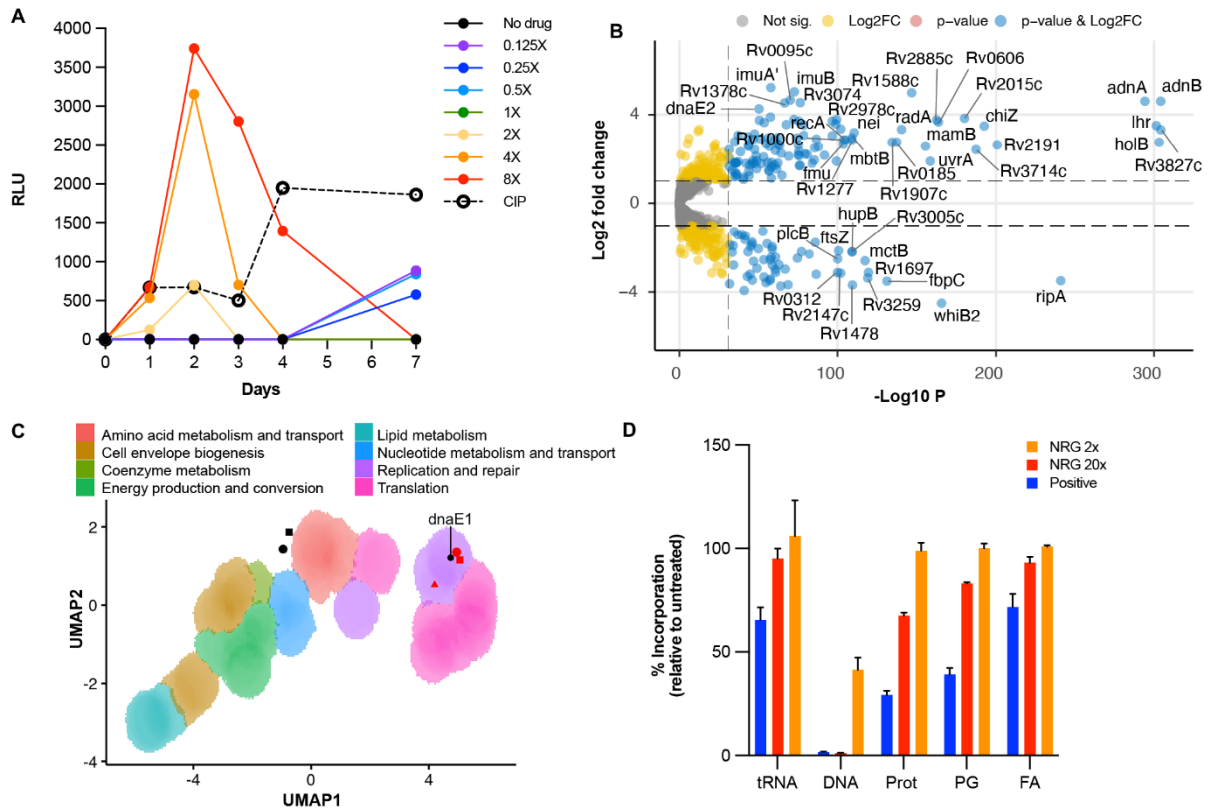 A
RLU
4000
3500
3000
2500
2000
1500
1000
500
0
0 1 2 3 4 5 6 7
Days
No drug
0.125X
0.25X
0.5X
1X
2X
4X
8X
CIP
B
Not sig. Log2FC p-value p-value & Log2FC
Log2 fold change
4
0
−4
0 100 200 300
-Log10 P
Rv0095c
imuA' imuB
Rv1378c
Rv3074
dnaE2
Rv2885c Rv0606
Rv1588c
Rv2015c
Rv2978c
radA
chiZ
adnA adnB
recA nei
Rv1000c
mamB
Rv2191
lhr
holB
mbtB
uvrA
Rv3714c
Rv3827c
fmu
Rv0185
Rv1277
Rv1907c
hupB
Rv3005c
plcB ftsZ
mctB
Rv1697
Rv0312
fbpC
Rv2147c
Rv3259
ripA
Rv1478
whiB2
C
Amino acid metabolism and transport
Cell envelope biogenesis
Coenzyme metabolism
Energy production and conversion
Lipid metabolism
Nucleotide metabolism and transport
Replication and repair
Translation
dnaE1
UMAP2
2
0
-2
-4
-4 0 4
UMAP1
D
% Incorporation
(relative to untreated)
150
100
50
0
tRNA DNA Prot PG FA
NRG 2x
NRG 20x
Positive